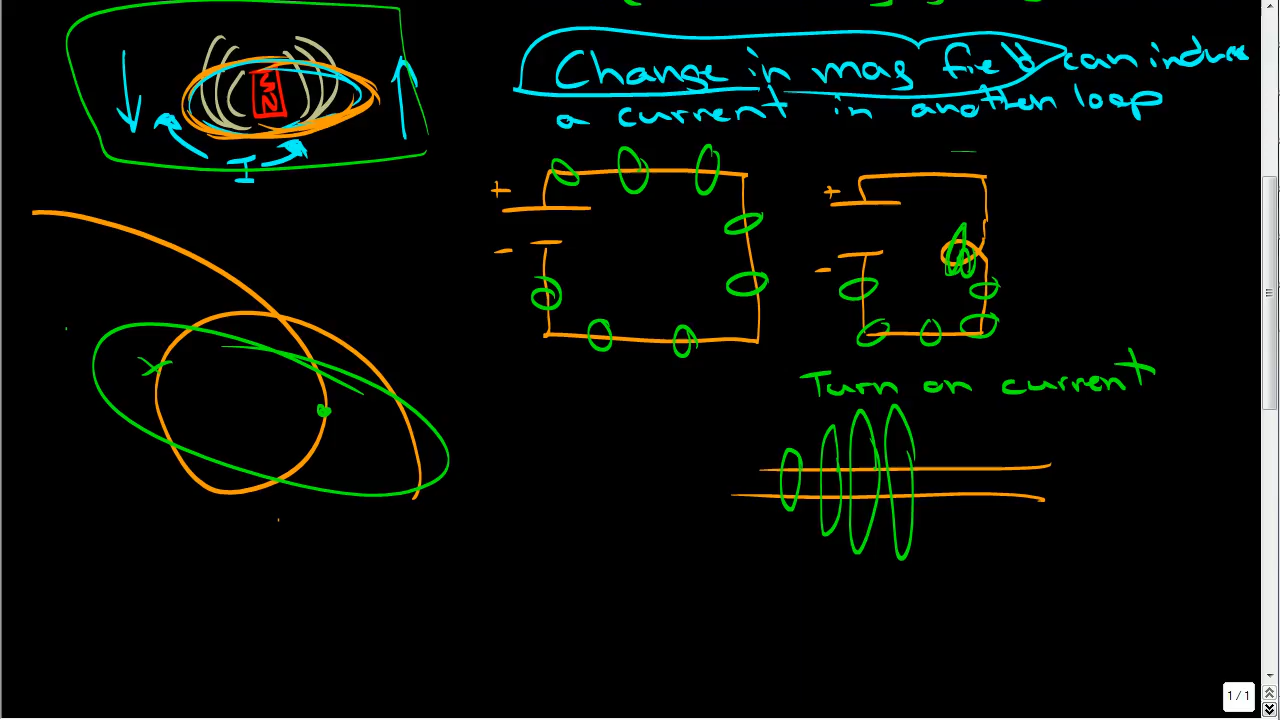 Change in mag field can induce
a current in another loop
S
N
I
+
-
+
-
Turn on current
1 / 1